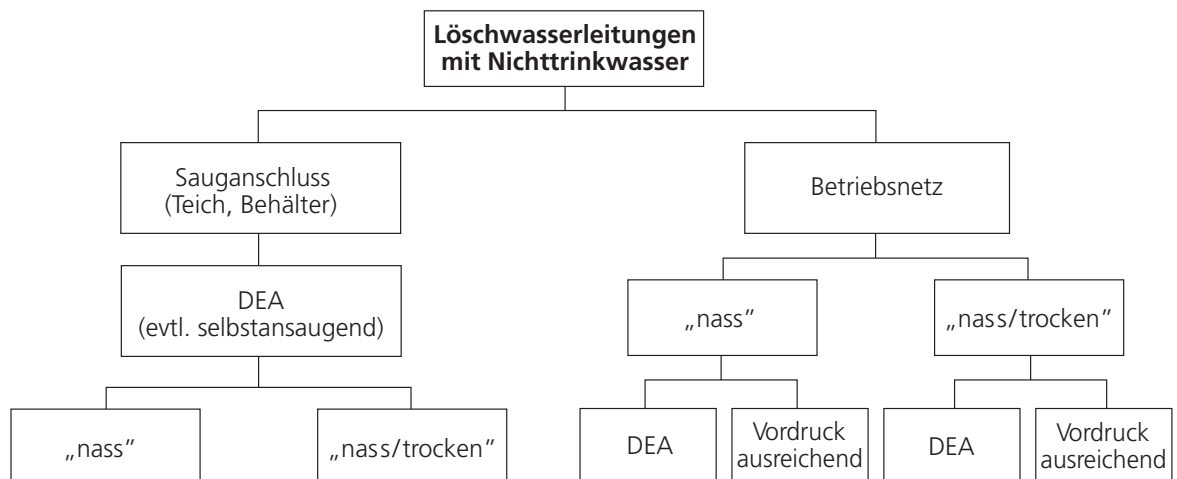 Löschwasserleitungen
mit Nichttrinkwasser
Sauganschluss
(Teich, Behälter)
Betriebsnetz
DEA
(evtl. selbstansaugend)
„nass”
„nass/trocken”
„nass”
„nass/trocken”
DEA
Vordruck
ausreichend
DEA
Vordruck
ausreichend